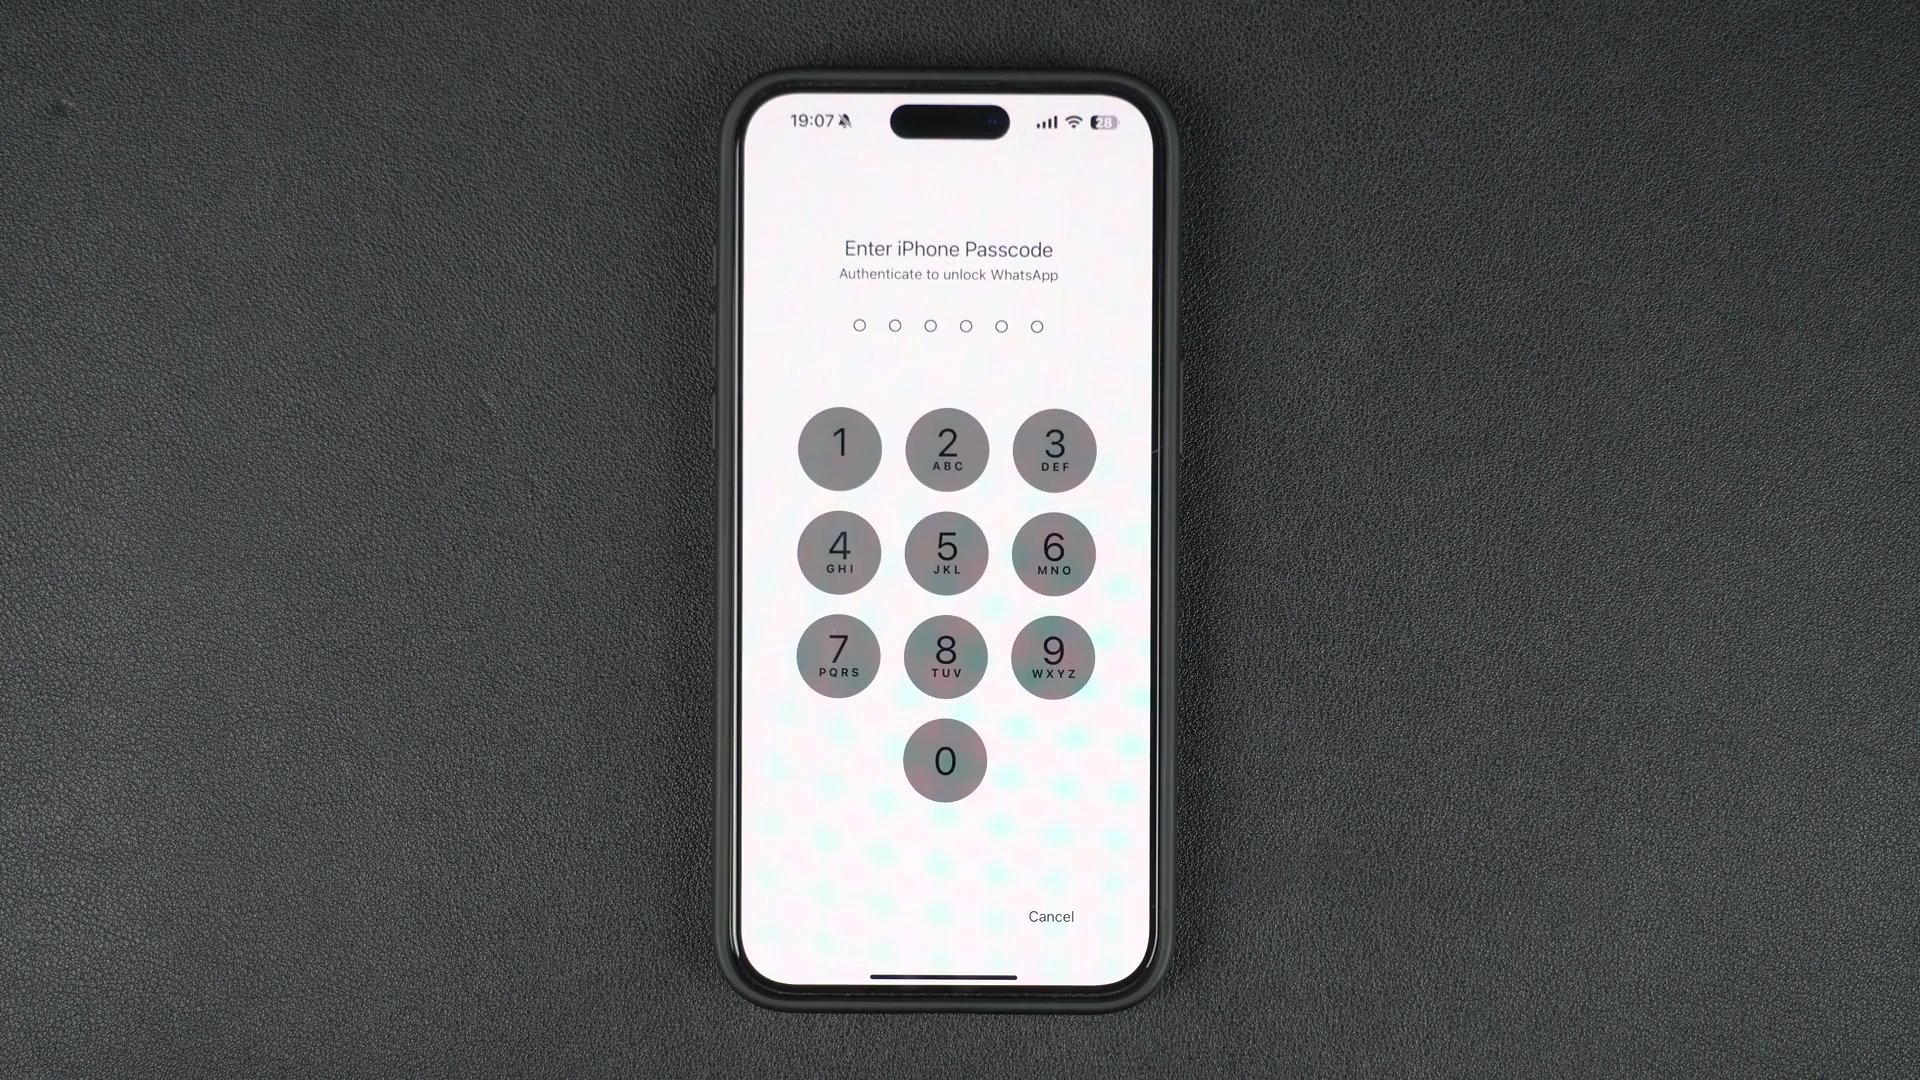 19:07 28
Enter iPhone Passcode
Authenticate to unlock WhatsApp
1 2 3
ABC DEF
4 5 6
GHI JKL MNO
7 8 9
PQRS TUV WXYZ
0
Cancel